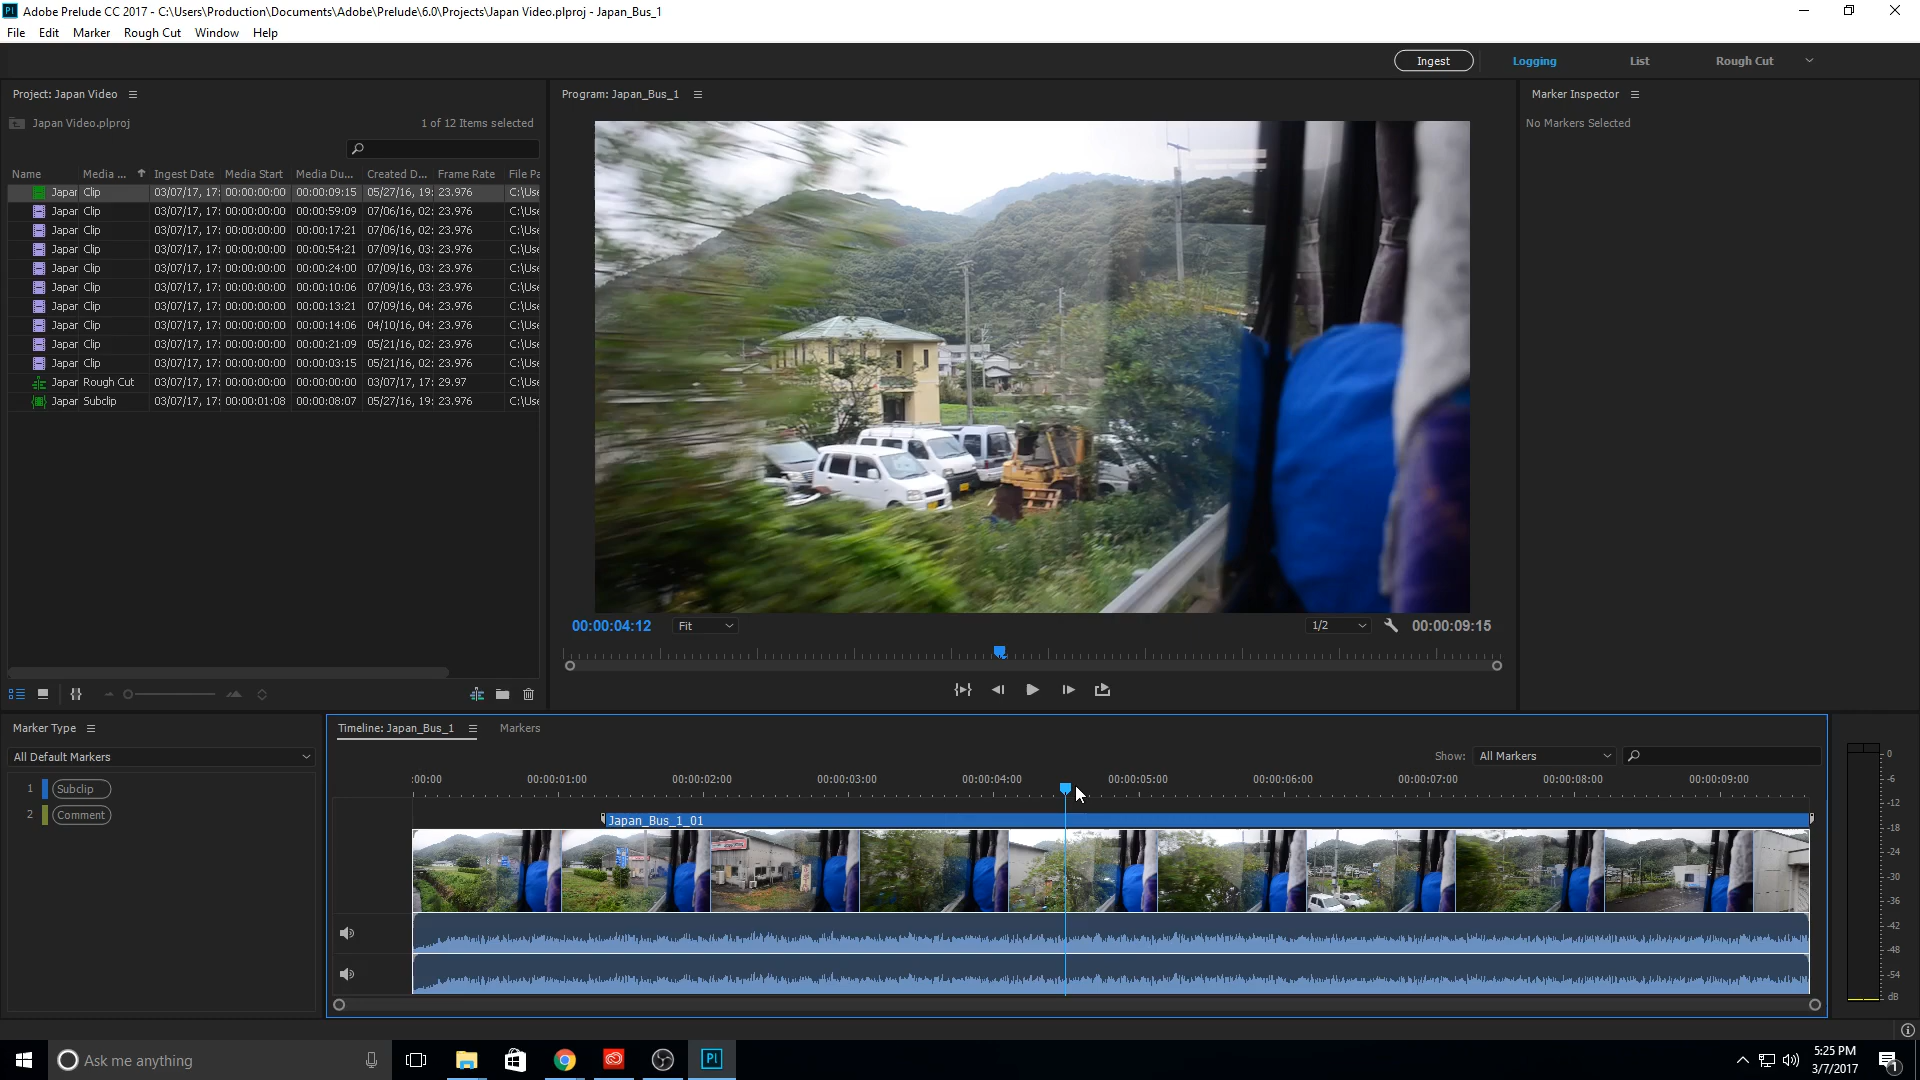 Adobe Prelude CC 2017 - C:\Users\Production\Documents\Adobe\Prelude\6.0\Projects\Japan Video.plproj - Japan_Bus_1
File Edit Marker Rough Cut Window Help
Ingest Logging List Rough Cut
Project: Japan Video
Japan Video.plproj 1 of 12 Items selected
Name Media ... Ingest Date Media Start Media Du... Created D... Frame Rate File Pa
Japar Clip 03/07/17, 17: 00:00:00:00 00:00:09:15 05/27/16, 19: 23.976 C:\Use
Japar Clip 03/07/17, 17: 00:00:00:00 00:00:59:09 07/06/16, 02: 23.976 C:\Use
Japar Clip 03/07/17, 17: 00:00:00:00 00:00:17:21 07/06/16, 02: 23.976 C:\Use
Japar Clip 03/07/17, 17: 00:00:00:00 00:00:54:21 07/09/16, 03: 23.976 C:\Use
Japar Clip 03/07/17, 17: 00:00:00:00 00:00:24:00 07/09/16, 03: 23.976 C:\Use
Japar Clip 03/07/17, 17: 00:00:00:00 00:00:10:06 07/09/16, 03: 23.976 C:\Use
Japar Clip 03/07/17, 17: 00:00:00:00 00:00:13:21 07/09/16, 04: 23.976 C:\Use
Japar Clip 03/07/17, 17: 00:00:00:00 00:00:14:06 04/10/16, 04: 23.976 C:\Use
Japar Clip 03/07/17, 17: 00:00:00:00 00:00:21:09 05/21/16, 02: 23.976 C:\Use
Japar Clip 03/07/17, 17: 00:00:00:00 00:00:03:15 05/21/16, 02: 23.976 C:\Use
Japar Rough Cut 03/07/17, 17: 00:00:00:00 00:00:00:00 03/07/17, 17: 29.97 C:\Use
Japar Subclip 03/07/17, 17: 00:00:01:08 00:00:08:07 05/27/16, 19: 23.976 C:\Use
Program: Japan_Bus_1
00:00:04:12 Fit 1/2 00:00:09:15
Marker Inspector
No Markers Selected
Marker Type
All Default Markers
1 Subclip
2 Comment
Timeline: Japan_Bus_1 Markers
Show: All Markers
:00:00 00:00:01:00 00:00:02:00 00:00:03:00 00:00:04:00 00:00:05:00 00:00:06:00 00:00:07:00 00:00:08:00 00:00:09:00
Japan_Bus_1_01
0
-6
-12
-18
-24
-30
-36
-42
-48
-54
dB
Ask me anything
Pl
5:25 PM
3/7/2017
1